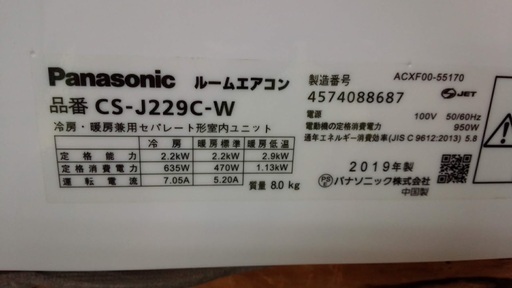 Panasonic ルームエアコン
品番 CS-J229C-W
冷房・暖房兼用セパレート形室内ユニット
冷房 暖房標準 暖房低温
定格能力 2.2kW 2.2kW 2.9kW
定格消費電力 635W 470W 1.13kW
運転電流 7.05A 5.20A
質量 8.0 kg
ACXF00-55170
製造番号
4574088687
JET
電源 100V 50/60Hz
電動機の定格消費電力 950W
通年エネルギー消費効率(JIS C 9612:2013) 5.8
2019年製
PS E パナソニック株式会社
中国製